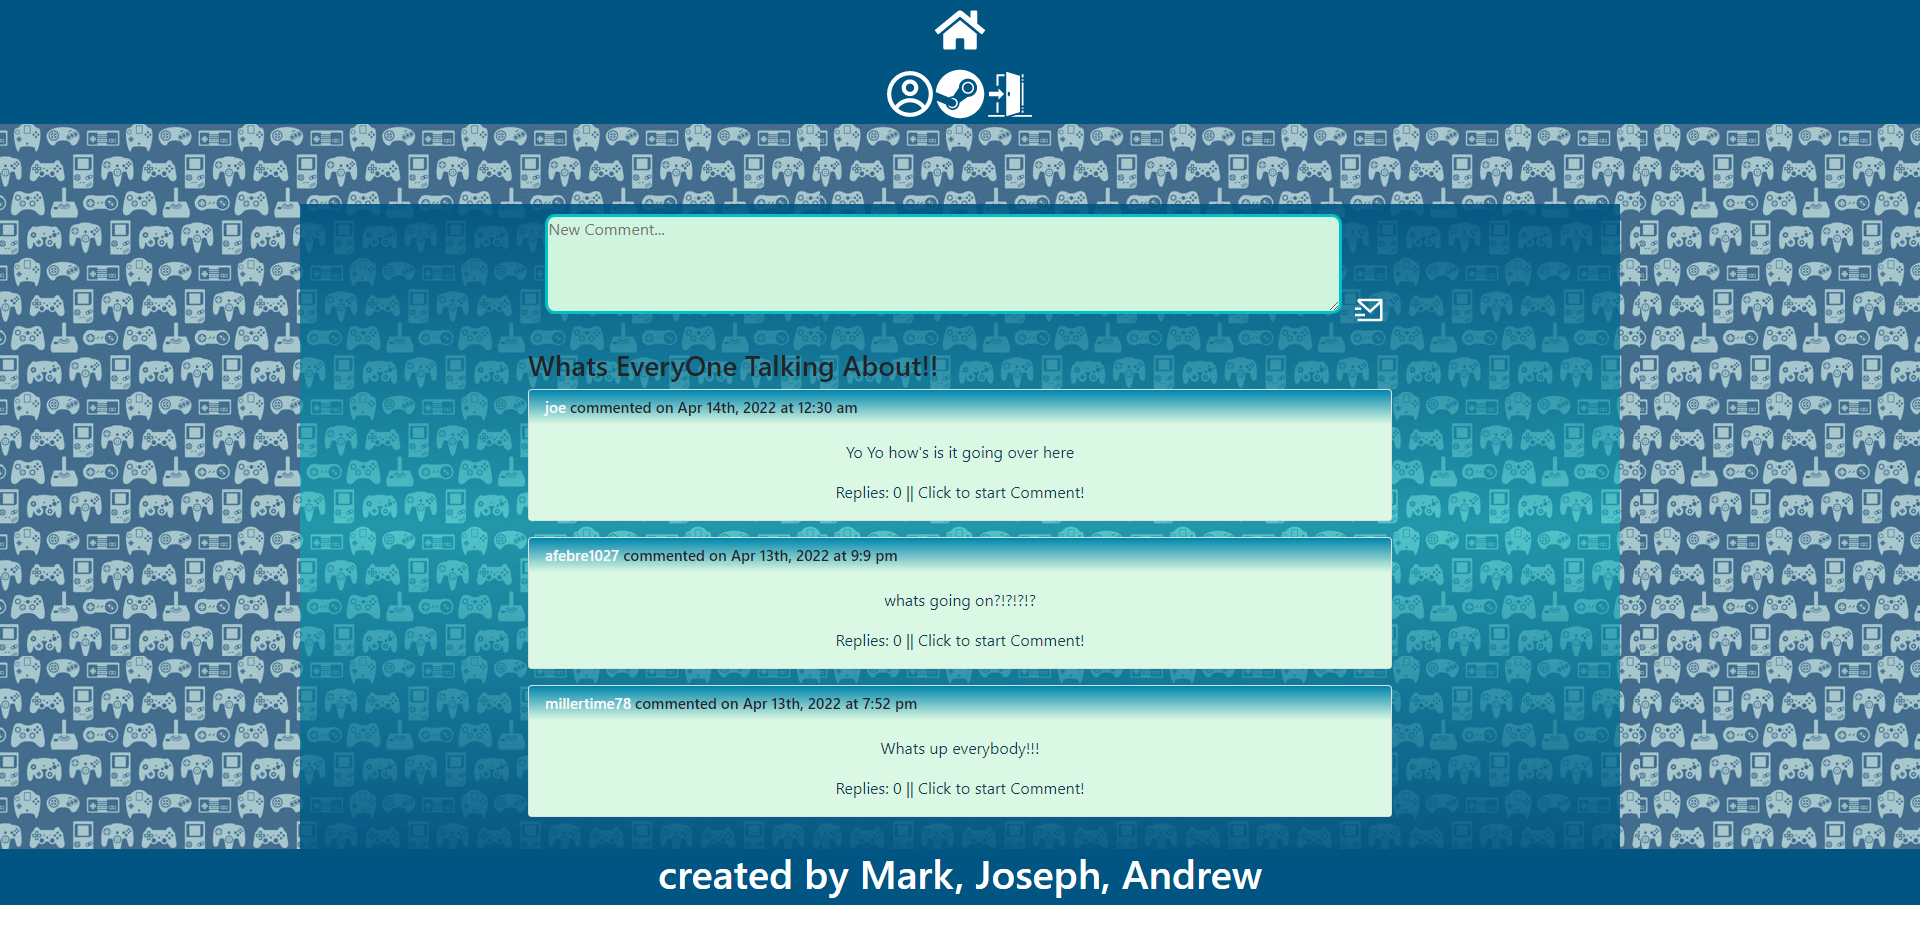 New Comment...
Whats EveryOne Talking About!!
joe commented on Apr 14th, 2022 at 12:30 am
Yo Yo how's is it going over here
Replies: 0 || Click to start Comment!
afebre1027 commented on Apr 13th, 2022 at 9:9 pm
whats going on?!?!?!?
Replies: 0 || Click to start Comment!
millertime78 commented on Apr 13th, 2022 at 7:52 pm
Whats up everybody!!!
Replies: 0 || Click to start Comment!
created by Mark, Joseph, Andrew